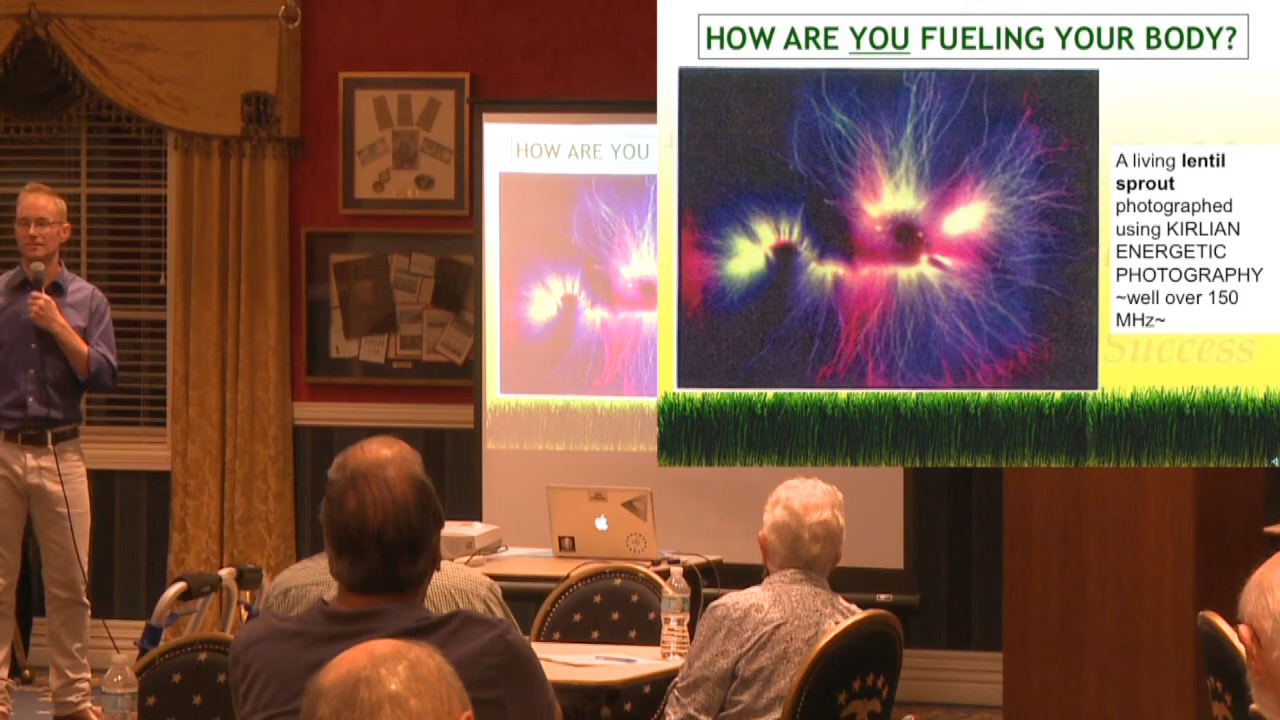 HOW ARE YOU FUELING YOUR BODY?
A living lentil
sprout
photographed
using KIRLIAN
ENERGETIC
PHOTOGRAPHY
~well over 150
MHz~
Success
HOW ARE YOU